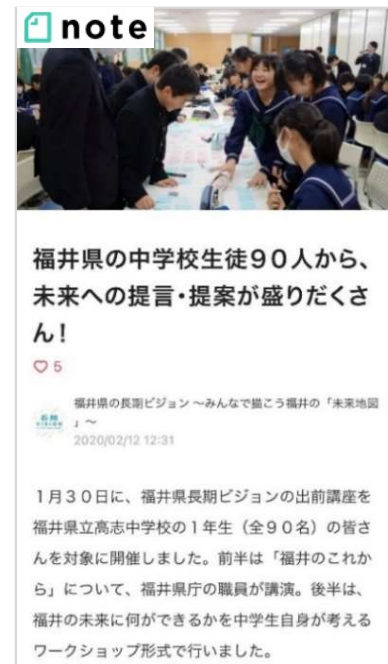 note
福井県の中学校生徒90人から、
未来への提言・提案が盛りだくさ
ん!
5
福井県の長期ビジョン ～みんなで描こう福井の「未来地図
」～
2020/02/12 12:31
1月30日に、福井県長期ビジョンの出前講座を
福井県立高志中学校の1年生（全90名）の皆さ
んを対象に開催しました。前半は「福井のこれか
ら」について、福井県庁の職員が講演。後半は、
福井の未来に何ができるかを中学生自身が考える
ワークショップ形式で行いました。